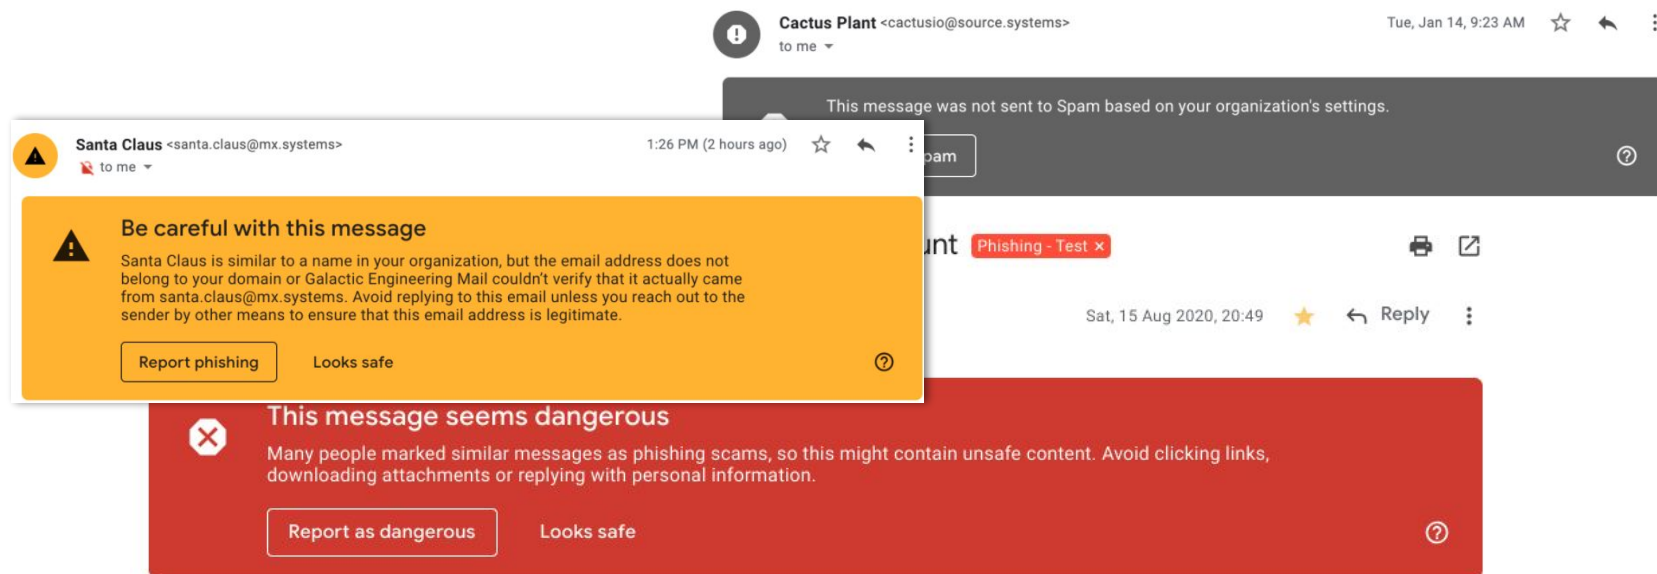 Cactus Plant <cactusio@source.systems>
Tue, Jan 14, 9:23 AM
to me
This message was not sent to Spam based on your organization's settings.
Santa Claus <santa.claus@mx.systems>
1:26 PM (2 hours ago)
to me
Be careful with this message
Santa Claus is similar to a name in your organization, but the email address does not
belong to your domain or Galactic Engineering Mail couldn't verify that it actually came
from santa.claus@mx.systems. Avoid replying to this email unless you reach out to the
sender by other means to ensure that this email address is legitimate.
Report phishing
Looks safe
Phishing - Test ×
Sat, 15 Aug 2020, 20:49
Reply
This message seems dangerous
Many people marked similar messages as phishing scams, so this might contain unsafe content. Avoid clicking links,
downloading attachments or replying with personal information.
Report as dangerous
Looks safe